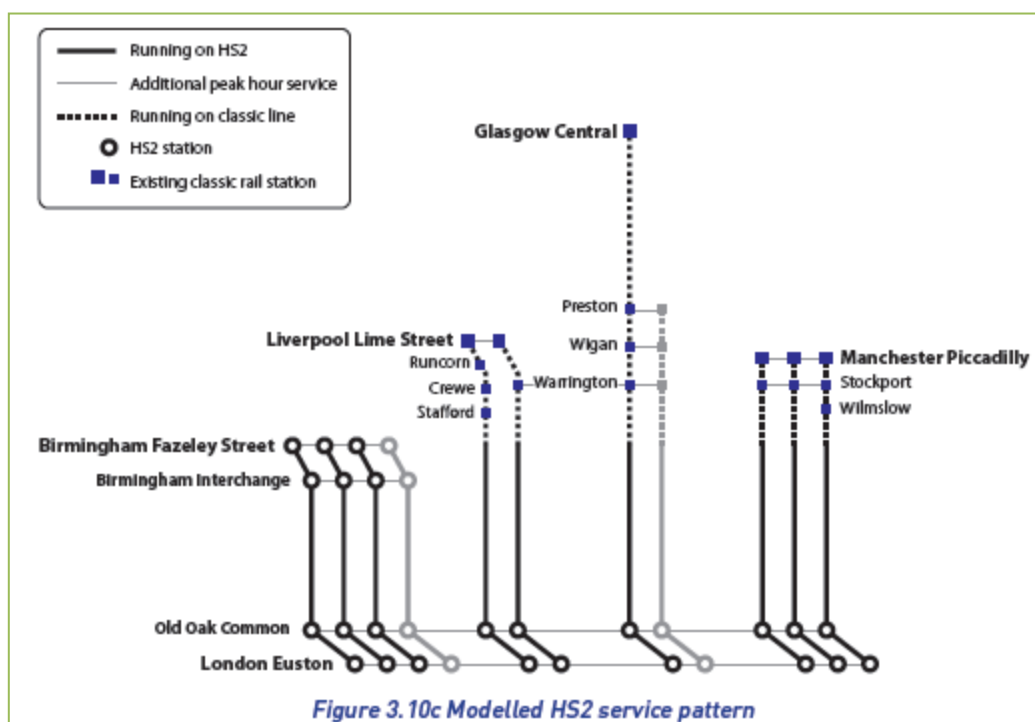 Running on HS2
Additional peak hour service
Running on classic line
HS2 station
Existing classic rail station
Glasgow Central
Preston
Liverpool Lime Street
Wigan
Manchester Piccadilly
Runcorn
Crewe
Warrington
Stockport
Stafford
Wilmslow
Birmingham Fazeley Street
Birmingham Interchange
Old Oak Common
London Euston
Figure 3.10c Modelled HS2 service pattern